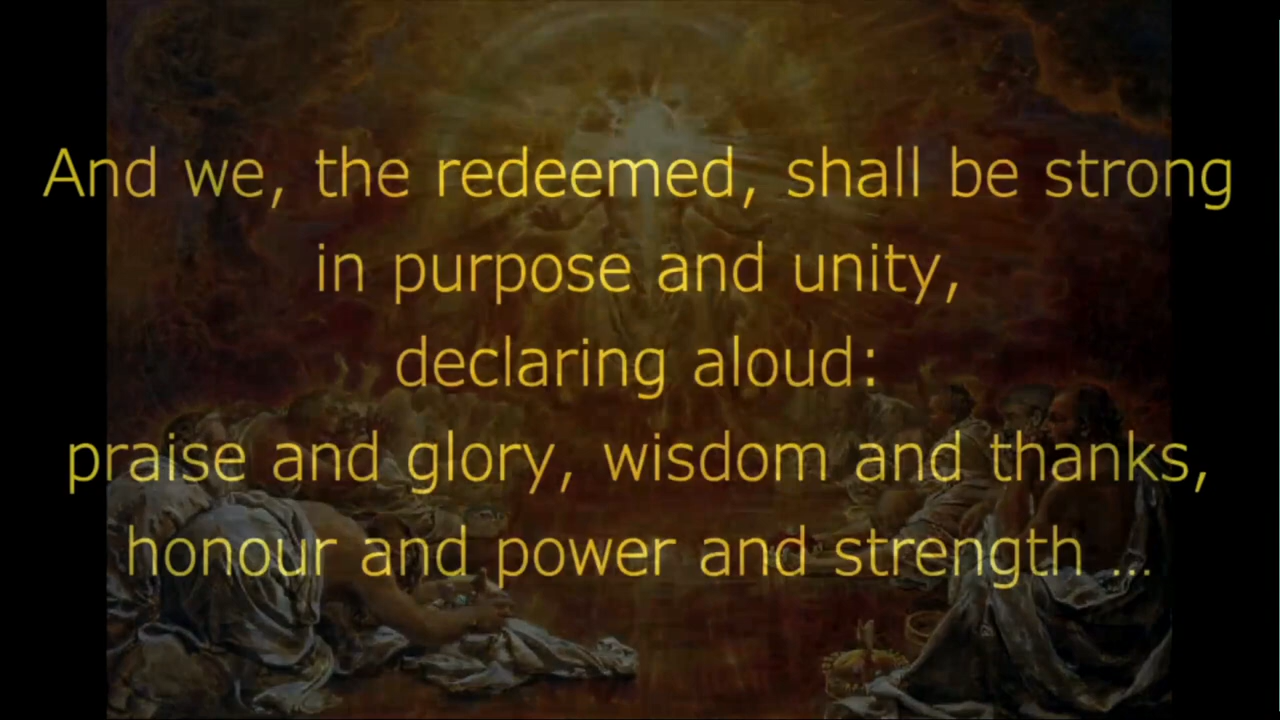 And we, the redeemed, shall be strong
in purpose and unity,
declaring aloud:
praise and glory, wisdom and thanks,
honour and power and strength ...